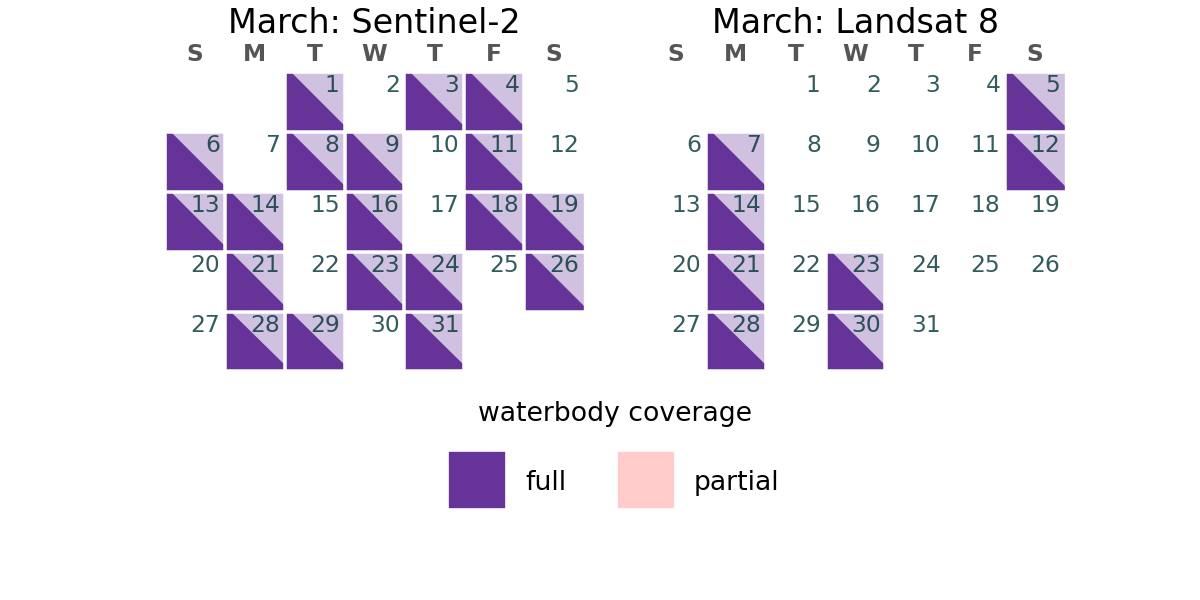 March: Sentinel-2
S M T W T F S
1 2 3 4 5
6 7 8 9 10 11 12
13 14 15 16 17 18 19
20 21 22 23 24 25 26
27 28 29 30 31
March: Landsat 8
S M T W T F S
1 2 3 4 5
6 7 8 9 10 11 12
13 14 15 16 17 18 19
20 21 22 23 24 25 26
27 28 29 30 31
waterbody coverage
full partial